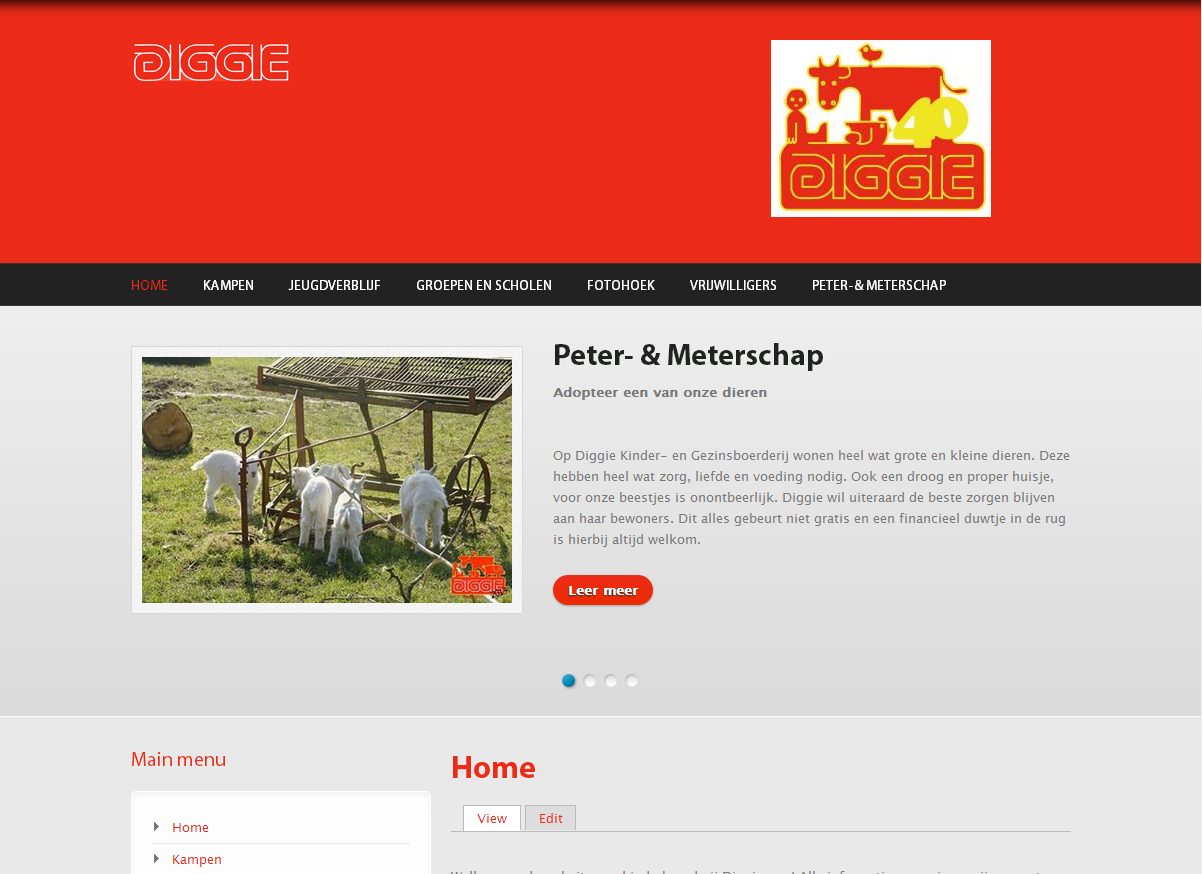 DIGGIE
40
DIGGIE
HOME KAMPEN JEUGDVERBLIJF GROEPEN EN SCHOLEN FOTOHOEK VRIJWILLIGERS PETER- & METERSCHAP
Peter- & Meterschap
Adopteer een van onze dieren
Op Diggie Kinder- en Gezinsboerderij wonen heel wat grote en kleine dieren. Deze
hebben heel wat zorg, liefde en voeding nodig. Ook een droog en proper huisje,
voor onze beestjes is onontbeerlijk. Diggie wil uiteraard de beste zorgen blijven
aan haar bewoners. Dit alles gebeurt niet gratis en een financieel duwtje in de rug
is hierbij altijd welkom.
Leer meer
DIGGIE
Main menu
Home
Kampen
Home
View Edit